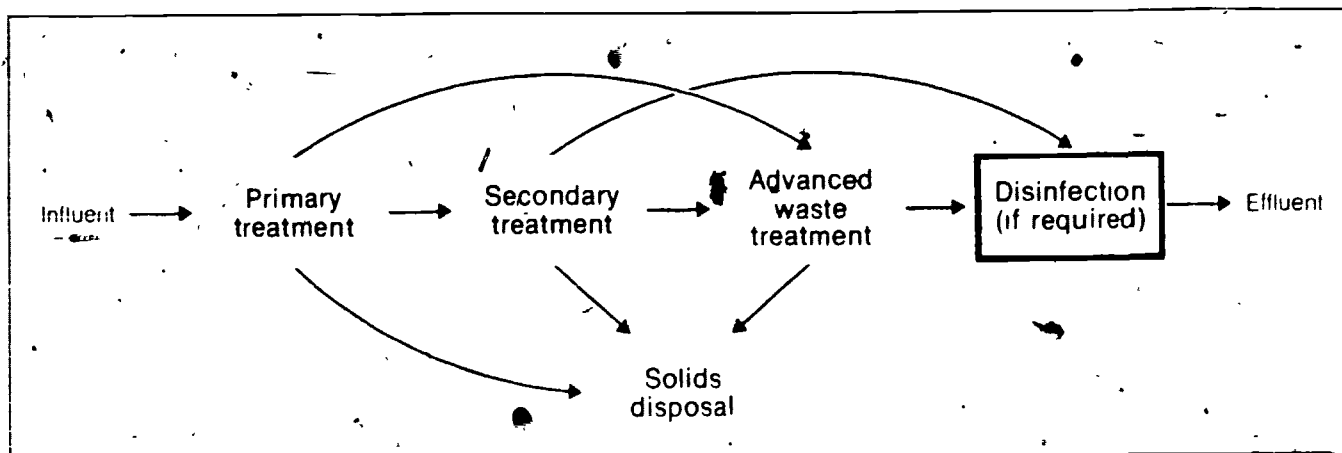 Influent
Primary
treatment
Secondary
treatment
Advanced
waste
treatment
Disinfection
(if required)
Effluent
Solids
disposal